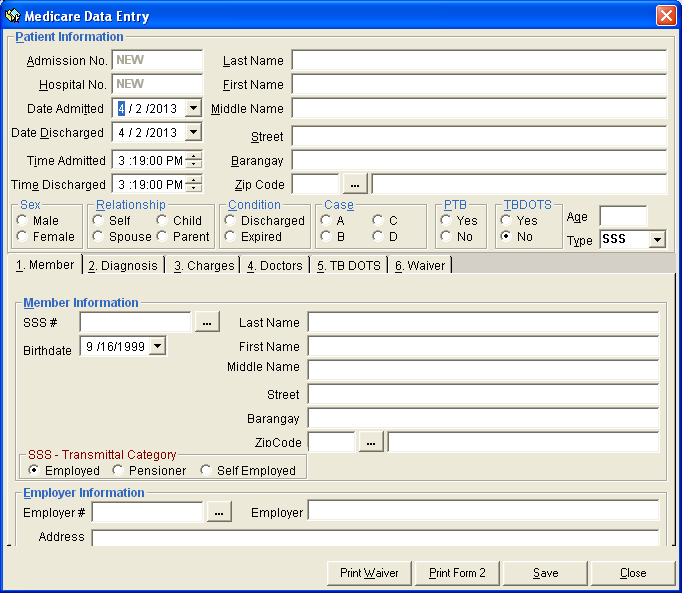 Medicare Data Entry
Patient Information
Admission No. NEW Last Name
Hospital No. NEW First Name
Date Admitted 4 / 2 /2013 Middle Name
Date Discharged 4 / 2 /2013 Street
Time Admitted 3 :19:00 PM Barangay
Time Discharged 3 :19:00 PM Zip Code ...
Sex Relationship Condition Case PTB TBDOTS
Male Self Child Discharged A C Yes Yes Age
Female Spouse Parent Expired B D No No Type SSS
1. Member 2. Diagnosis 3. Charges 4. Doctors 5. TB DOTS 6. Waiver
Member Information
SSS # ... Last Name
Birthdate 9 /16/1999 First Name
Middle Name
Street
Barangay
ZipCode ...
SSS - Transmittal Category
Employed Pensioner Self Employed
Employer Information
Employer # ... Employer
Address
Print Waiver Print Form 2 Save Close